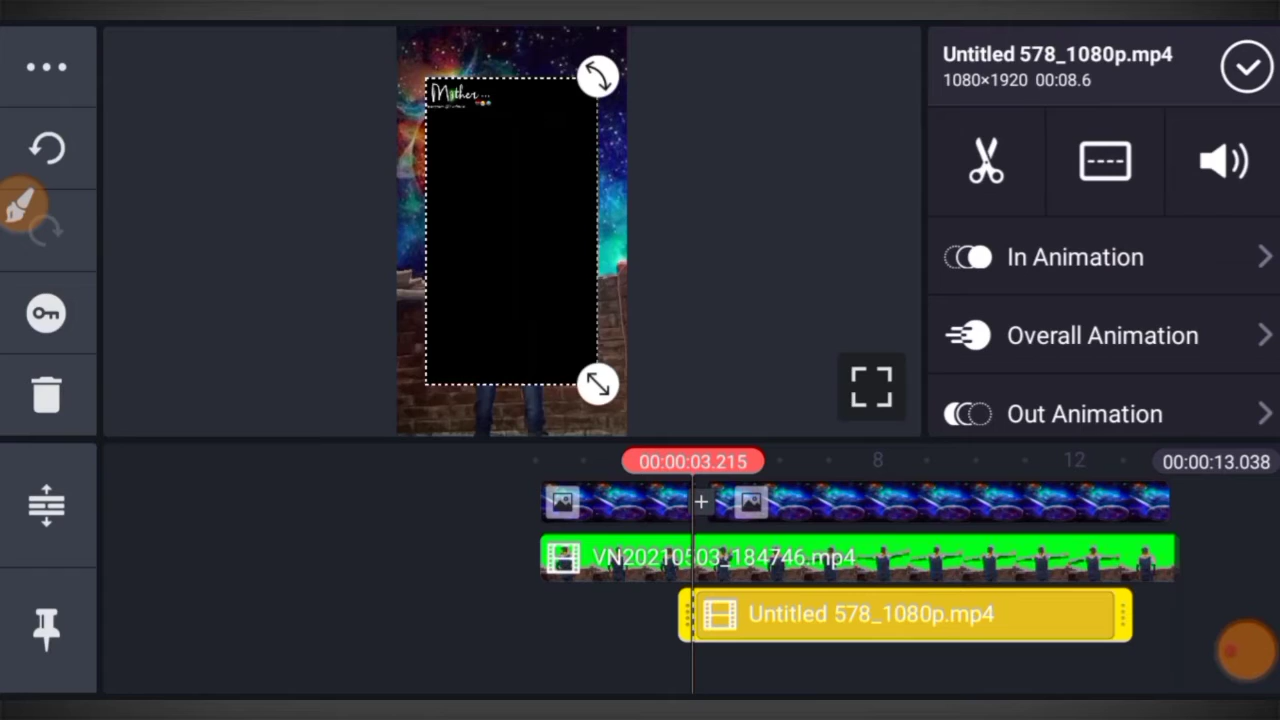 Untitled 578_1080p.mp4
1080×1920 00:08.6
Mother...
In Animation
Overall Animation
Out Animation
00:00:03.215
8
12
00:00:13.038
VN20210503_184746.mp4
Untitled 578_1080p.mp4